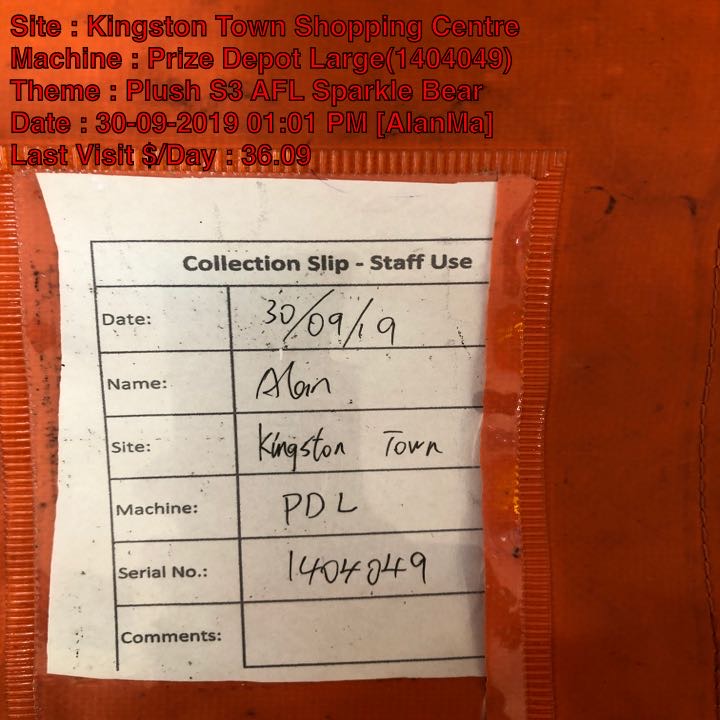 Site : Kingston Town Shopping Centre
Machine : Prize Depot Large(1404049)
Theme : Plush S3 AFL Sparkle Bear
Date : 30-09-2019 01:01 PM [AlanMa]
Last Visit $/Day : 36.09
Collection Slip - Staff Use
Date: 30/09/19
Name: Alan
Site: Kingston Town
Machine: PDL
Serial No.: 1404049
Comments: